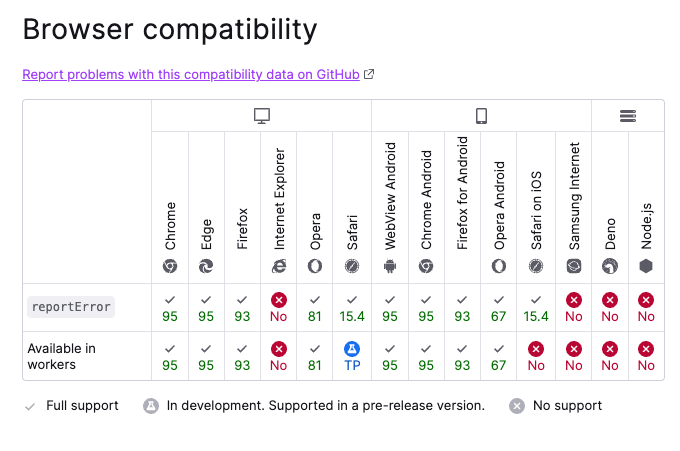 Browser compatibility
Report problems with this compatibility data on GitHub
Chrome
Edge
Firefox
Internet Explorer
Opera
Safari
WebView Android
Chrome Android
Firefox for Android
Opera Android
Safari on iOS
Samsung Internet
Deno
Node.js
reportError
95 95 93 No 81 15.4 95 95 93 67 15.4 No No No
Available in
workers
95 95 93 No 81 TP 95 95 93 67 No No No No
Full support In development. Supported in a pre-release version. No support